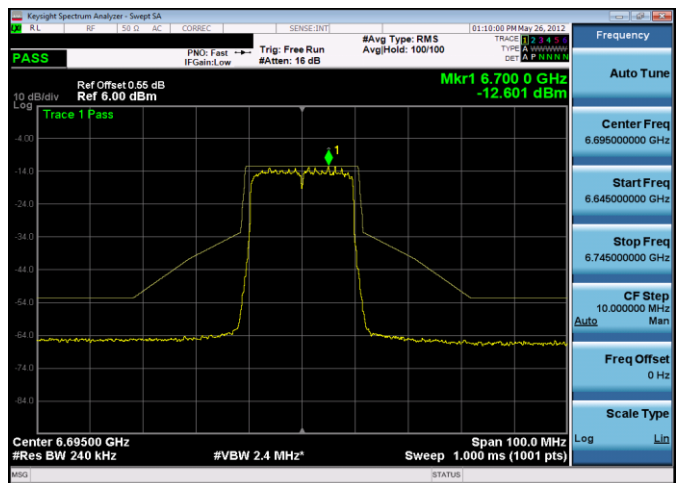 Keysight Spectrum Analyzer - Swept SA
RL RF 50 Ω AC CORREC SENSE:INT 01:10:00 PM May 26, 2012
#Avg Type: RMS TRACE 1 2 3 4 5 6
PNO: Fast Trig: Free Run Avg|Hold: 100/100 TYPE A WWWWW
PASS IFGain:Low #Atten: 16 dB DET A P N N N N
Mkr1 6.700 0 GHz
Ref Offset 0.55 dB
10 dB/div Ref 6.00 dBm -12.601 dBm
Log
Trace 1 Pass
1
-4.00
-14.0
-24.0
-34.0
-44.0
-54.0
-64.0
-74.0
-84.0
Center 6.69500 GHz Span 100.0 MHz
#Res BW 240 kHz #VBW 2.4 MHz* Sweep 1.000 ms (1001 pts)
MSG STATUS
Frequency
Auto Tune
Center Freq
6.695000000 GHz
Start Freq
6.645000000 GHz
Stop Freq
6.745000000 GHz
CF Step
10.000000 MHz
Auto Man
Freq Offset
0 Hz
Scale Type
Log Lin